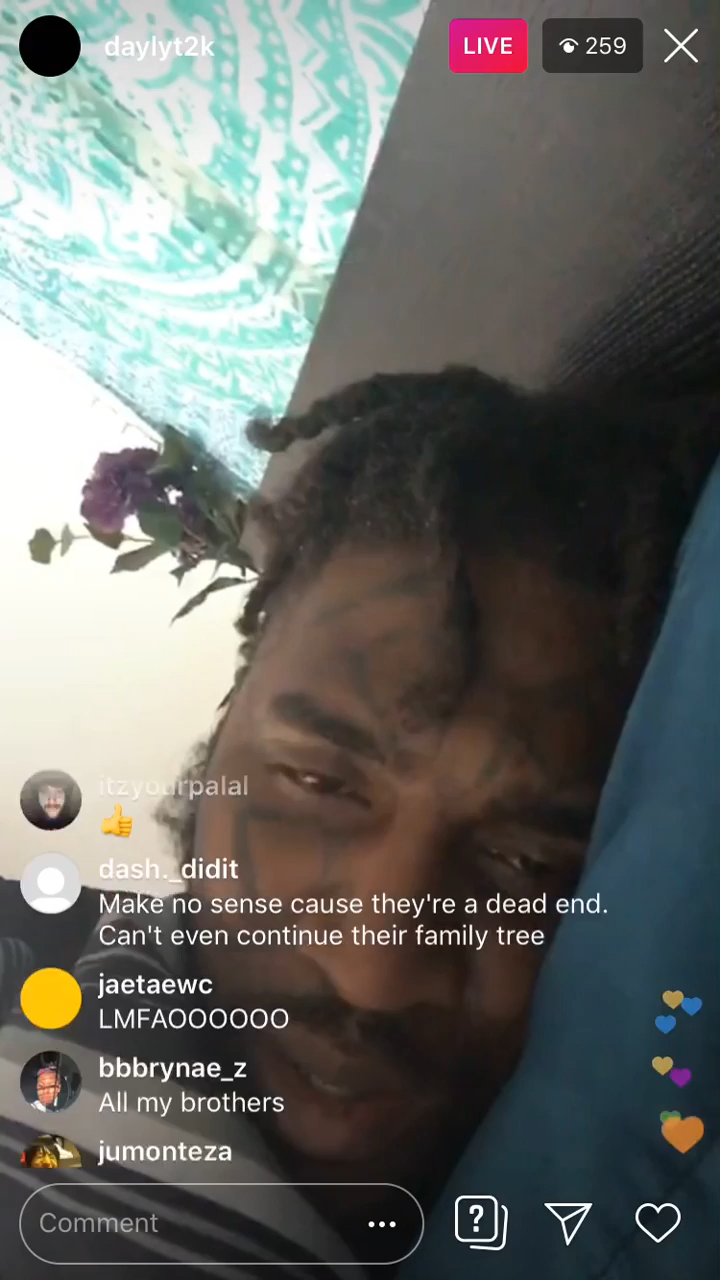 daylyt2k
LIVE
259
itzyourpalal
👍
dash._didit
Make no sense cause they're a dead end.
Can't even continue their family tree
jaetaewc
LMFAOOOOOO
bbbrynae_z
All my brothers
jumonteza
Comment